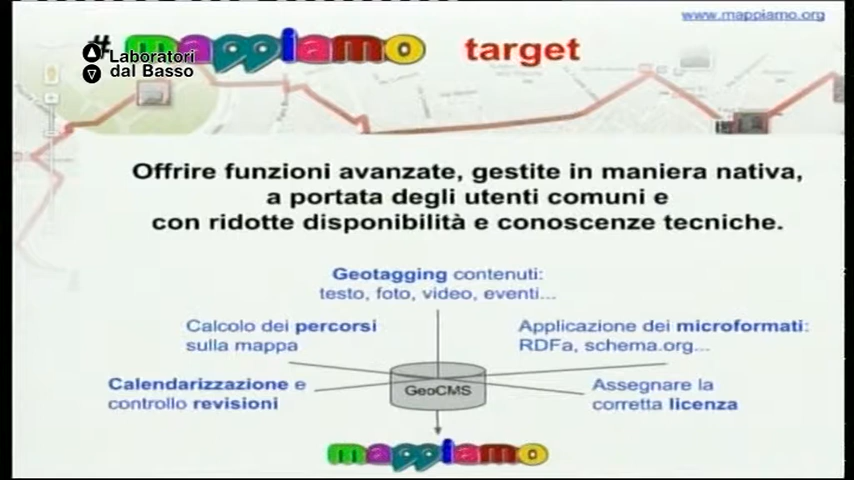 www.mappiamo.org
#mappiamo target
Laboratori
dal Basso
Offrire funzioni avanzate, gestite in maniera nativa,
a portata degli utenti comuni e
con ridotte disponibilità e conoscenze tecniche.
Geotagging contenuti:
testo, foto, video, eventi...
Calcolo dei percorsi
sulla mappa
Applicazione dei microformati:
RDFa, schema.org...
Calendarizzazione e
controllo revisioni
GeoCMS
Assegnare la
corretta licenza
mappiamo